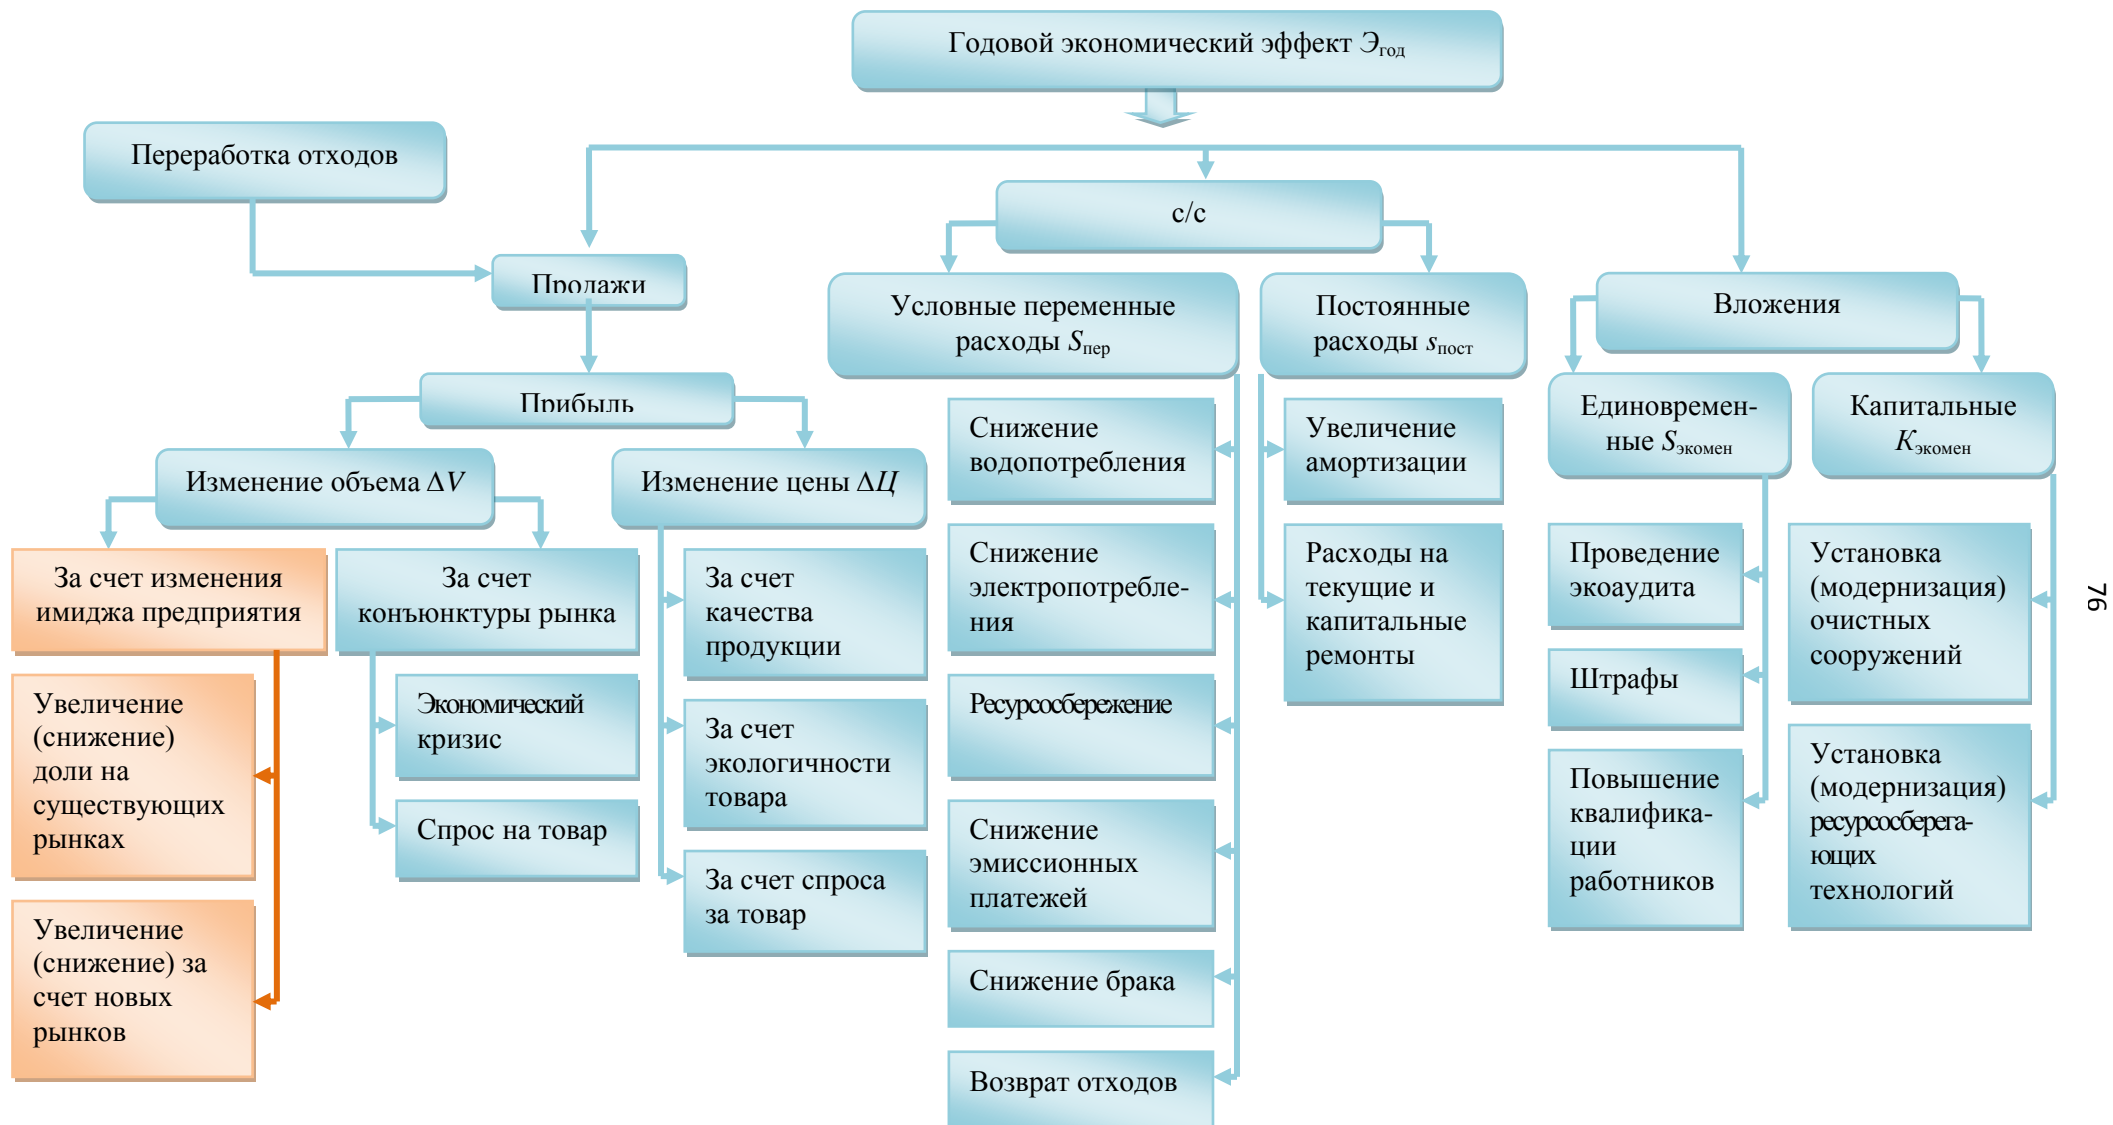 Годовой экономический эффект Эгод
Переработка отходов
с/с
Продажи
Условные переменные
расходы Sпер
Постоянные
расходы sпост
Вложения
Прибыль
Единовремен-
ные Sэкомен
Капитальные
Kэкомен
Изменение объема ΔV
Изменение цены ΔЦ
За счет изменения
имиджа предприятия
Увеличение
(снижение)
доли на
существующих
рынках
Увеличение
(снижение) за
счет новых
рынков
За счет
конъюнктуры рынка
Экономический
кризис
Спрос на товар
За счет
качества
продукции
За счет
экологичности
товара
За счет спроса
за товар
Снижение
водопотребления
Снижение
электропотребле-
ния
Ресурсосбережение
Снижение
эмиссионных
платежей
Снижение брака
Возврат отходов
Увеличение
амортизации
Расходы на
текущие и
капитальные
ремонты
Проведение
экоаудита
Штрафы
Повышение
квалифика-
ции
работников
Установка
(модернизация)
очистных
сооружений
Установка
(модернизация)
ресурсосберега-
ющих
технологий
76